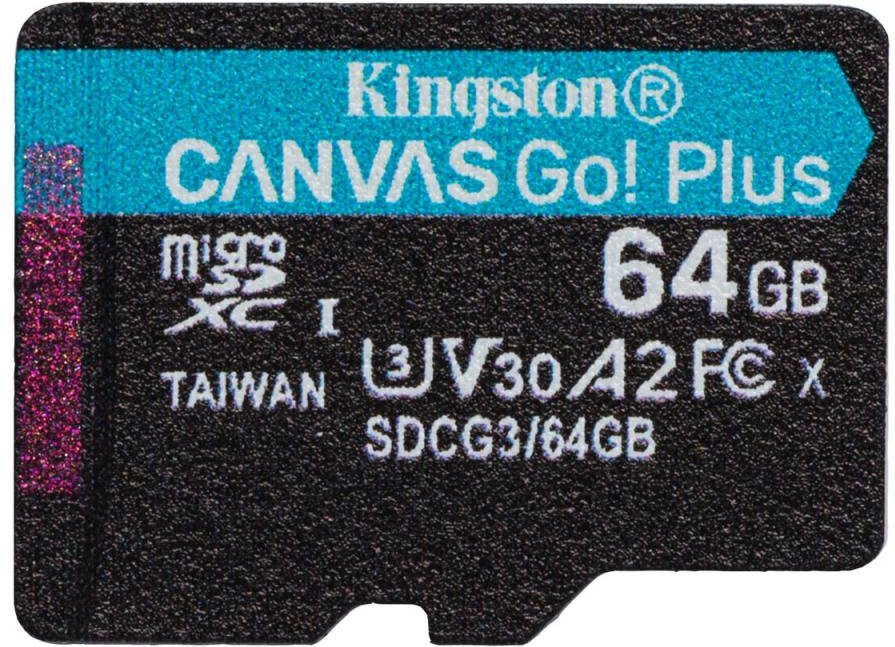 Kingston®
CANVAS Go! Plus
micro SD XC I
64GB
TAIWAN
U3 V30 A2 FC X
SDCG3/64GB